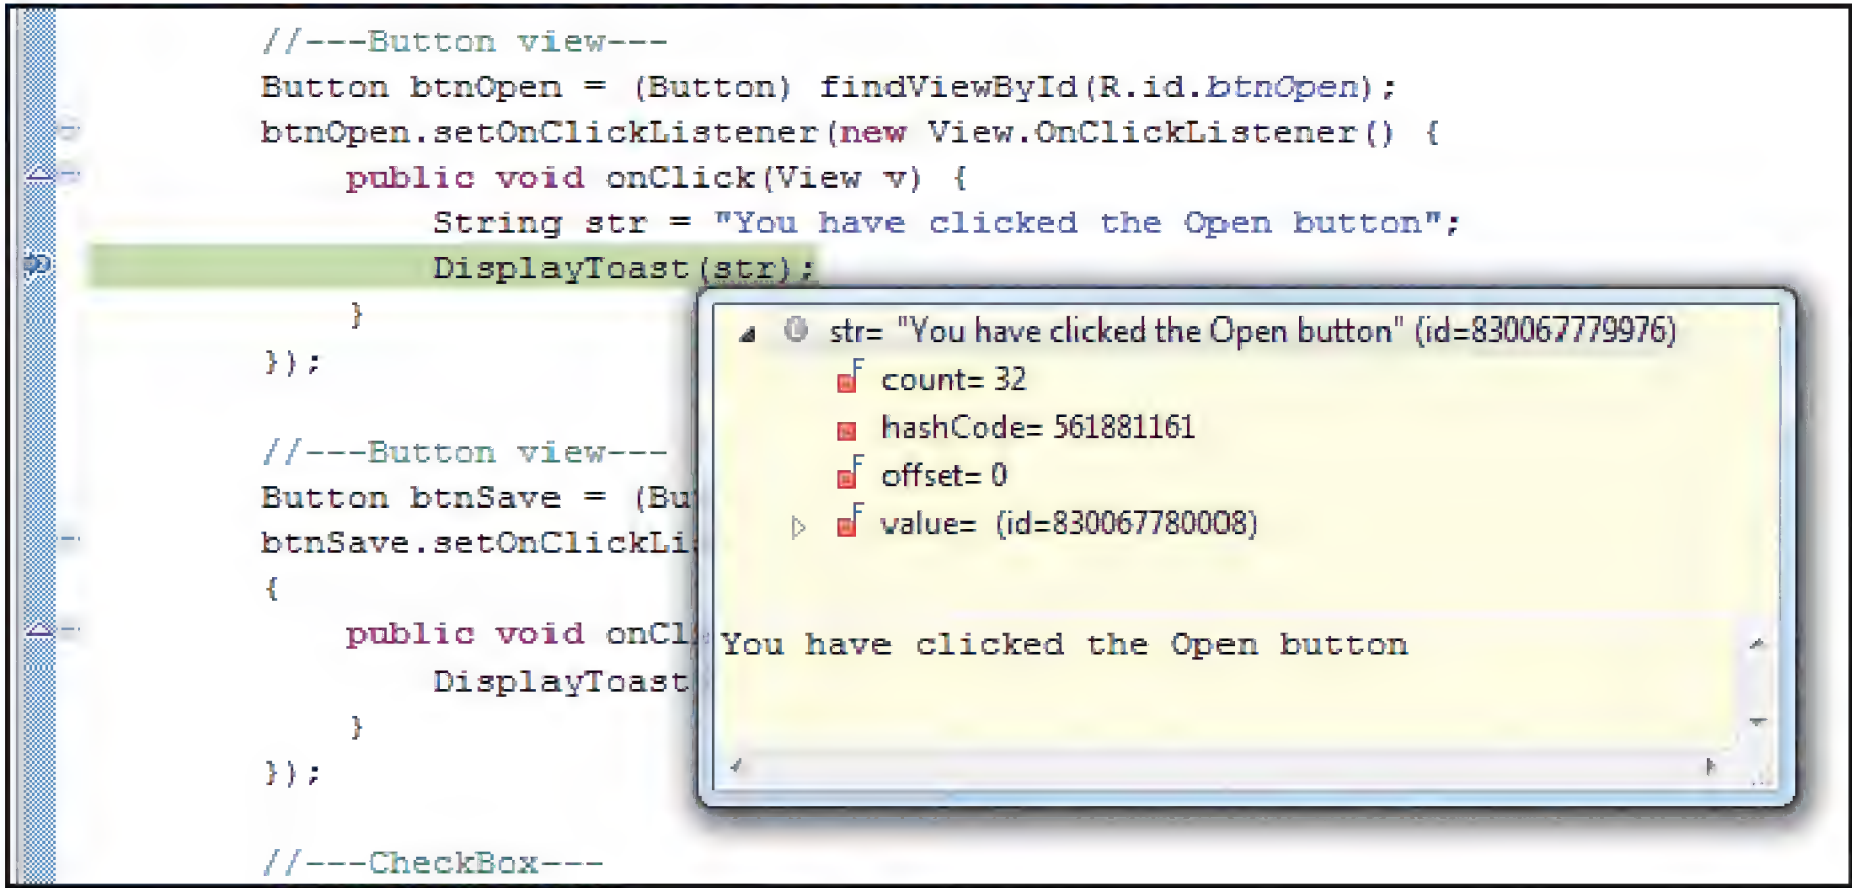 //---Button view---
Button btnOpen = (Button) findViewById(R.id.btnOpen);
btnOpen.setOnClickListener(new View.OnClickListener() {
public void onClick(View v) {
String str = "You have clicked the Open button";
DisplayToast(str);
}
});
//---Button view---
Button btnSave = (Bu
btnSave.setOnClickLi
{
public void onCl
DisplayToast
}
});
//---CheckBox---
str= "You have clicked the Open button" (id=830067779976)
count= 32
hashCode= 561881161
offset= 0
value= (id=830067780008)
You have clicked the Open button